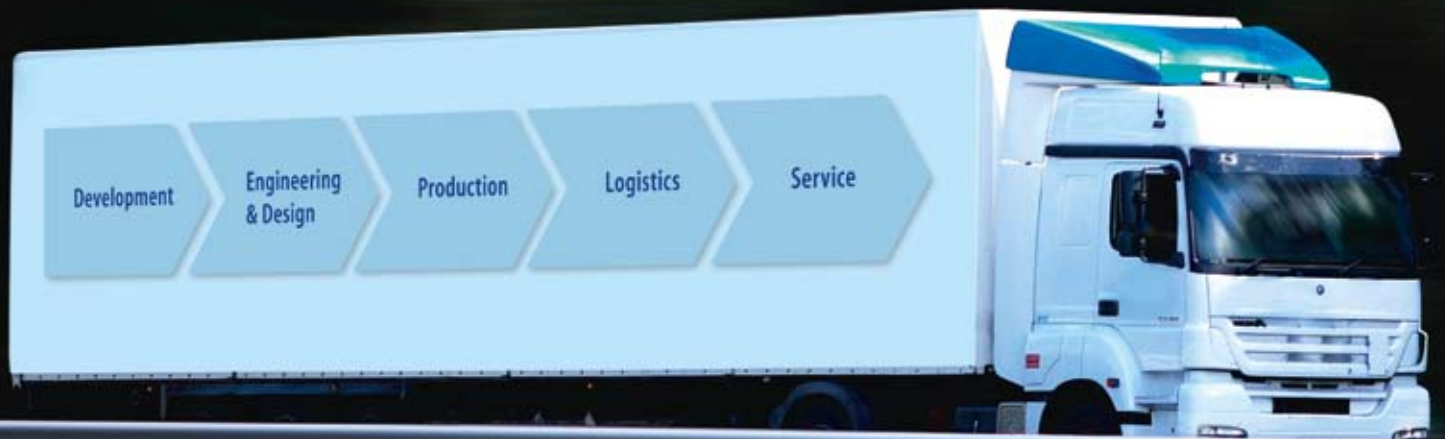 Development
Engineering
& Design
Production
Logistics
Service